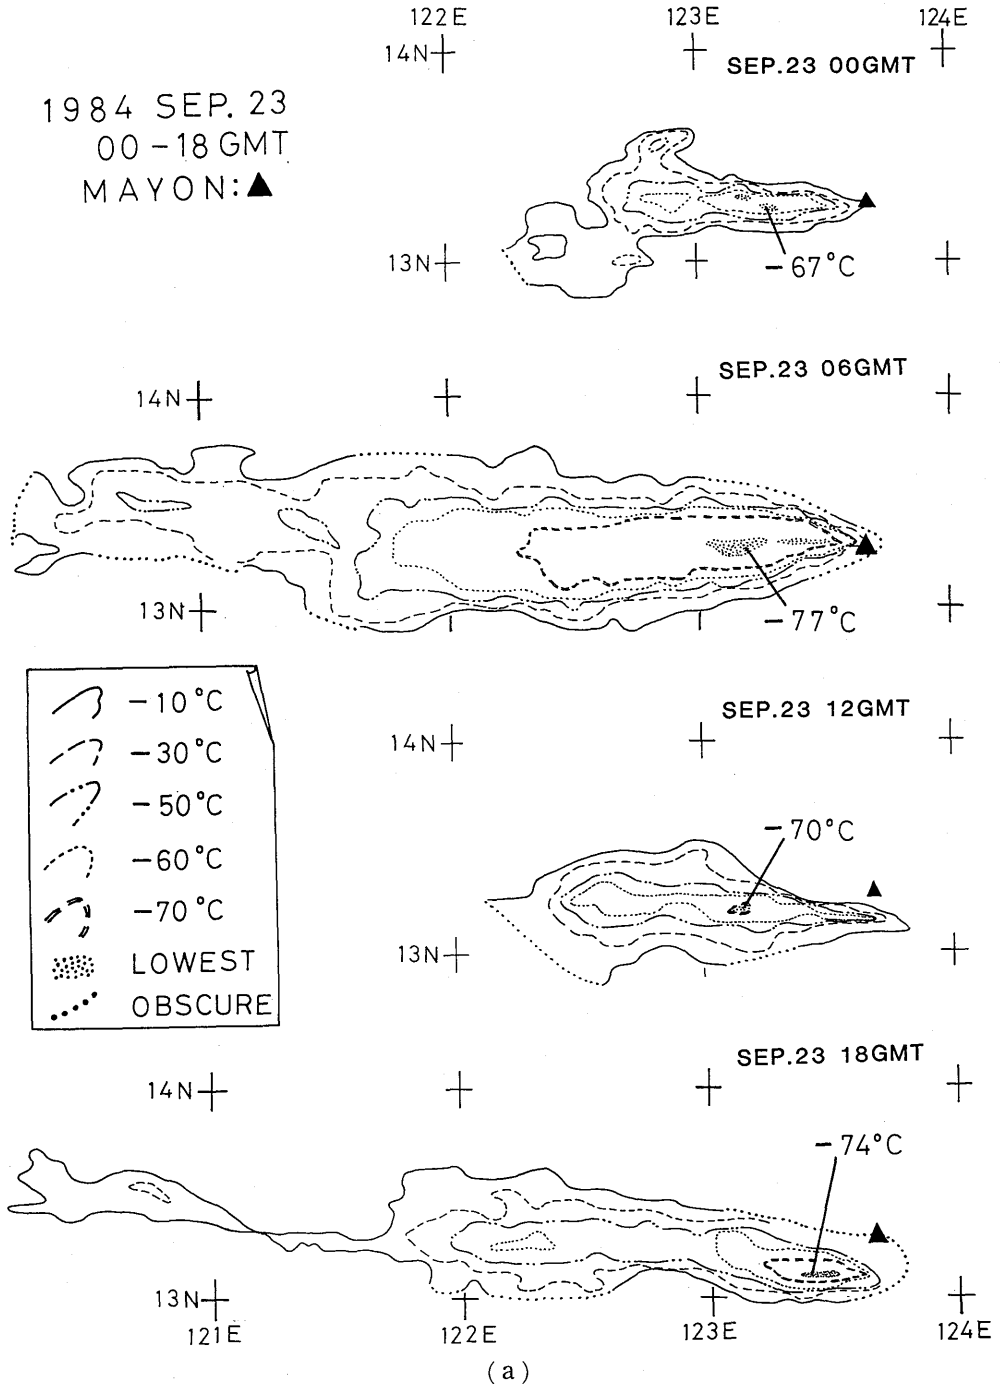 122E 123E 124E
14N
SEP.23 00GMT
1984 SEP. 23
00-18 GMT
MAYON:▲
13N
-67°C
SEP.23 06GMT
14N
13N
-77°C
-10°C
-30°C
-50°C
-60°C
-70°C
LOWEST
OBSCURE
SEP.23 12GMT
14N
-70°C
13N
SEP.23 18GMT
14N
-74°C
13N
121E 122E 123E 124E
(a)